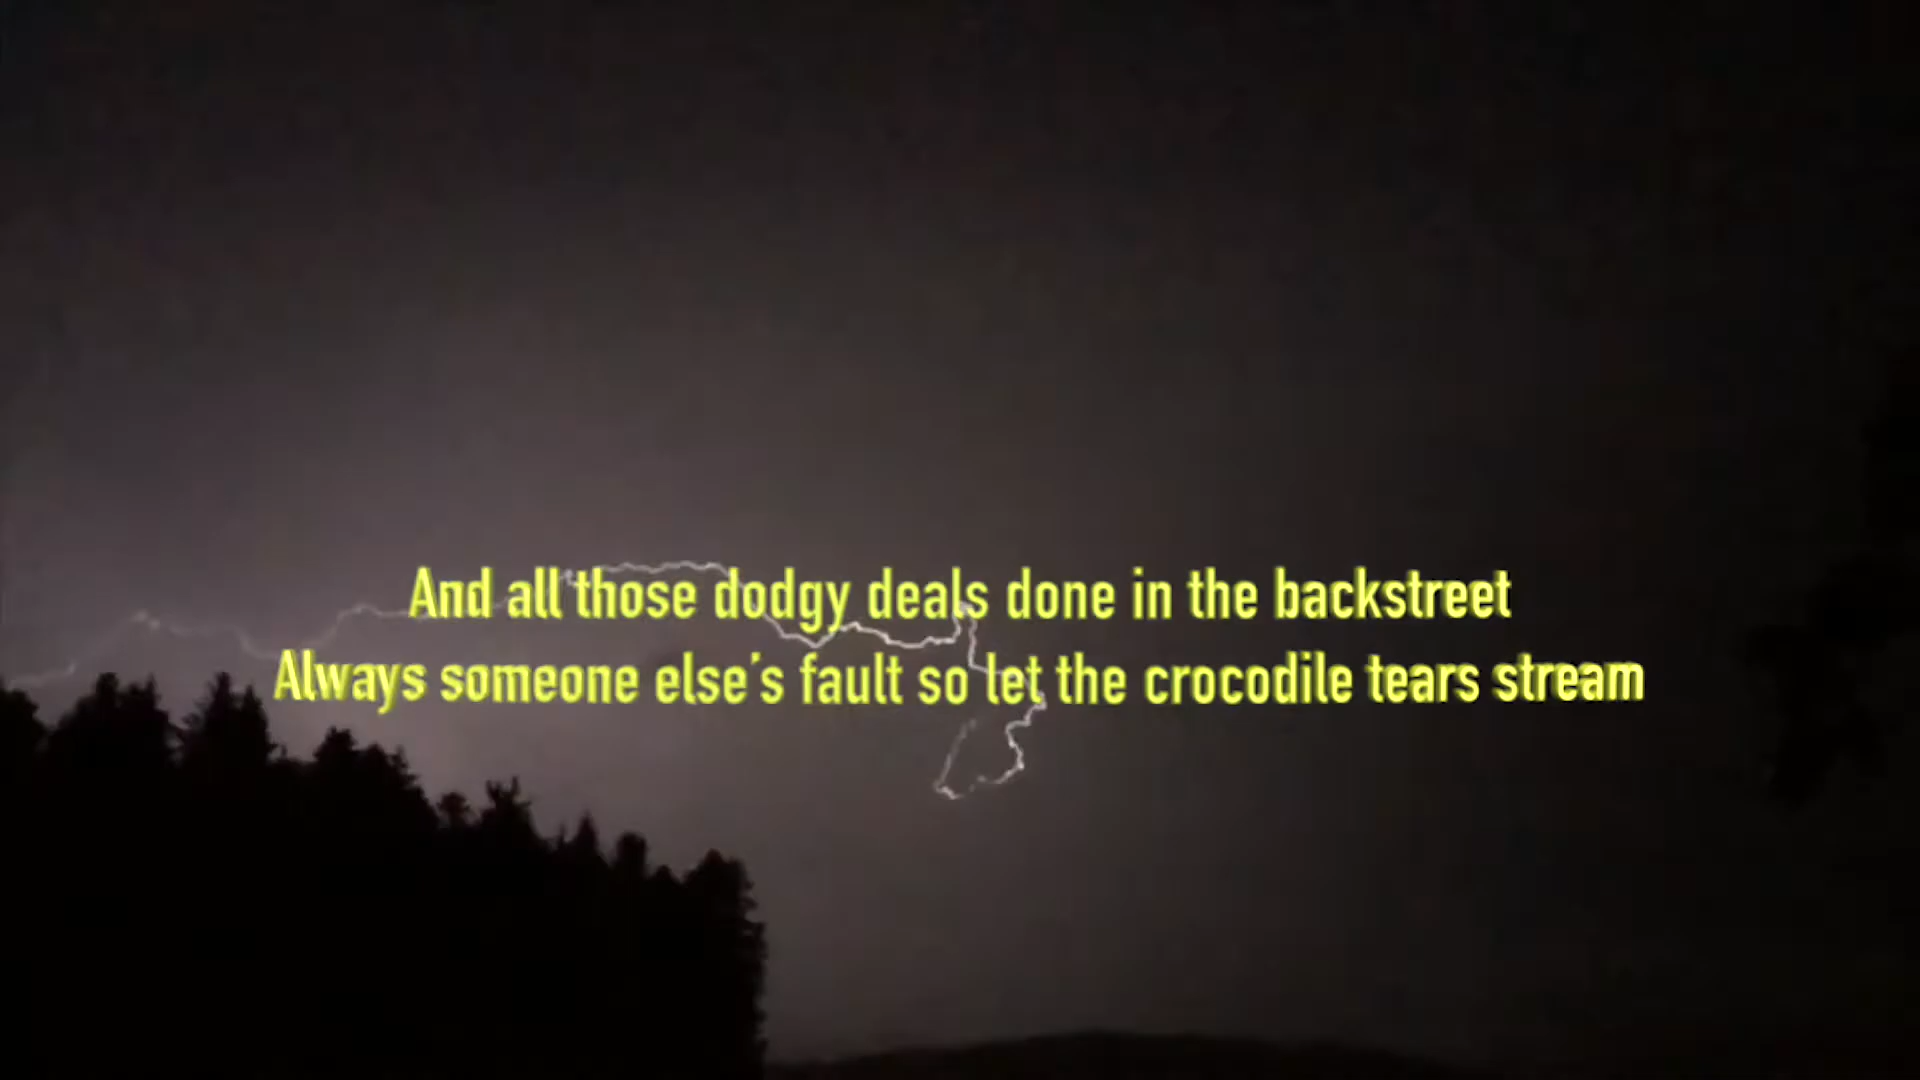 And all those dodgy deals done in the backstreet
Always someone else's fault so let the crocodile tears stream